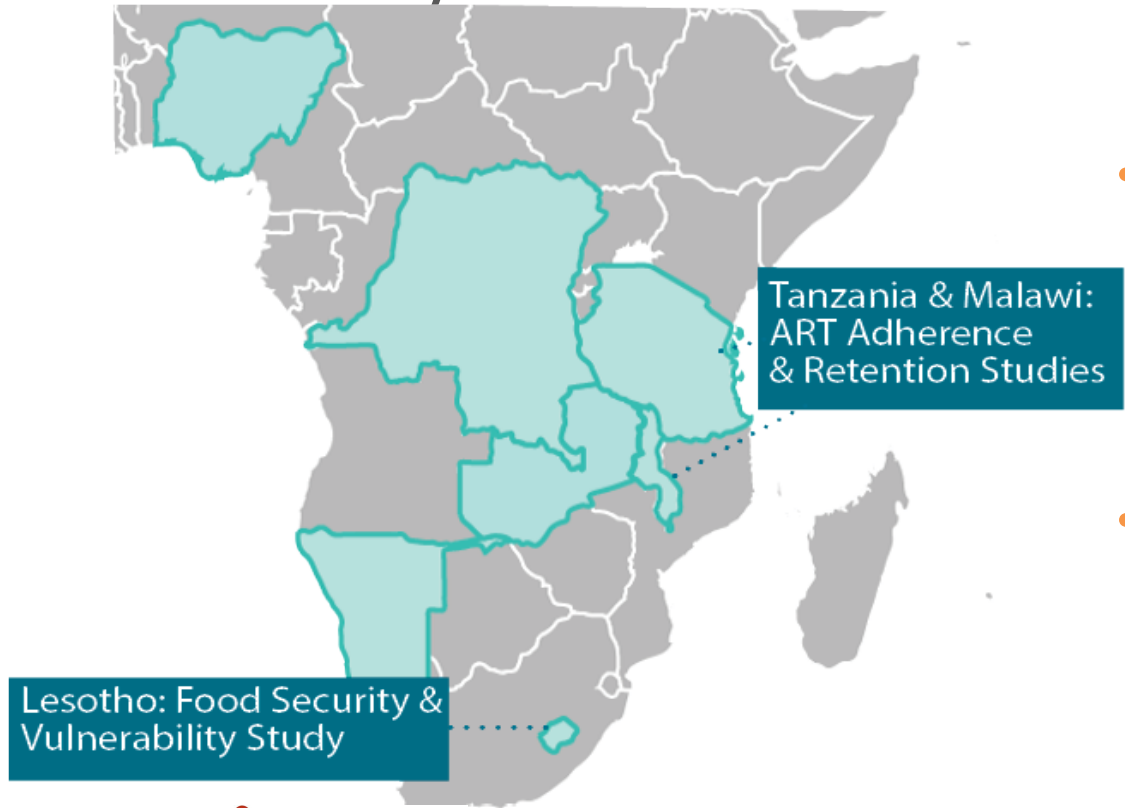 Tanzania & Malawi:
ART Adherence
& Retention Studies
Lesotho: Food Security &
Vulnerability Study